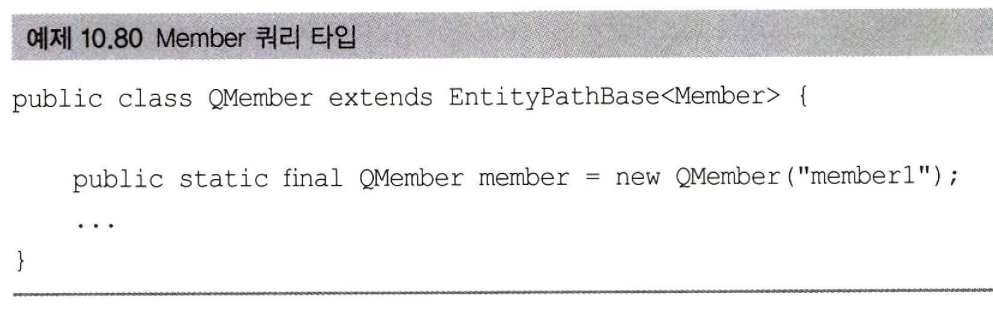 예제 10.80 Member 쿼리 타입
public class QMember extends EntityPathBase<Member> {
public static final QMember member = new QMember("member1");
...
}